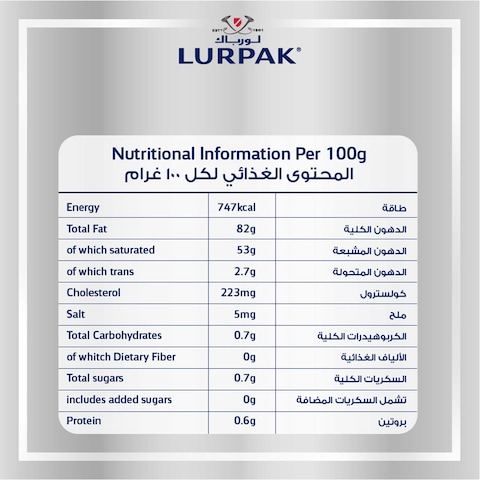 ESTD 1901
لورباك
LURPAK®
Nutritional Information Per 100g
المحتوى الغذائي لكل ١٠٠ غرام
Energy 747kcal طاقة
Total Fat 82g الدهون الكلية
of which saturated 53g الدهون المشبعة
of which trans 2.7g الدهون المتحولة
Cholesterol 223mg كولسترول
Salt 5mg ملح
Total Carbohydrates 0.7g الكربوهيدرات الكلية
of whitch Dietary Fiber 0g الألياف الغذائية
Total sugars 0.7g السكريات الكلية
includes added sugars 0g تشمل السكريات المضافة
Protein 0.6g بروتين